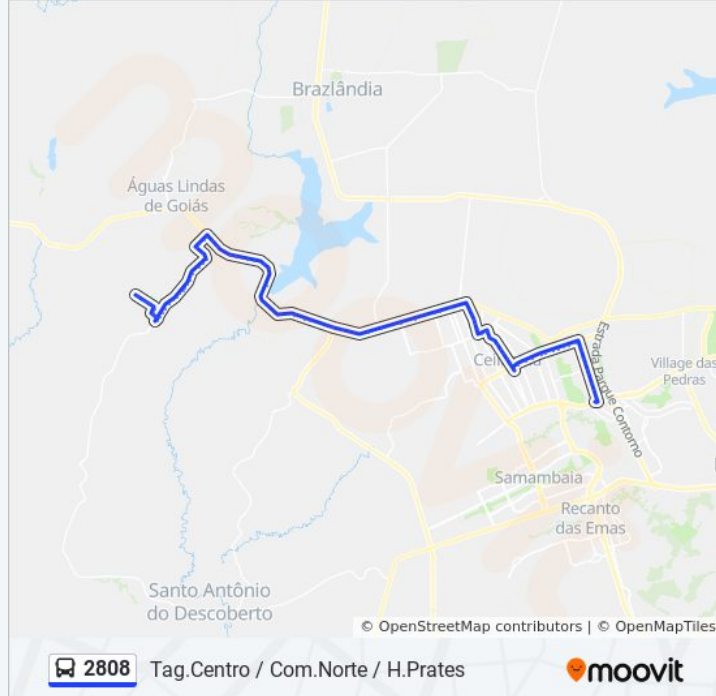 Brazlândia
Águas Lindas
de Goiás
Estrada Parque Contorno
Village das
Pedras
Samambaia
Recanto
das Emas
Santo Antônio
do Descoberto
© OpenStreetMap contributors | © OpenMapTiles
2808 Tag.Centro / Com.Norte / H.Prates
moovit